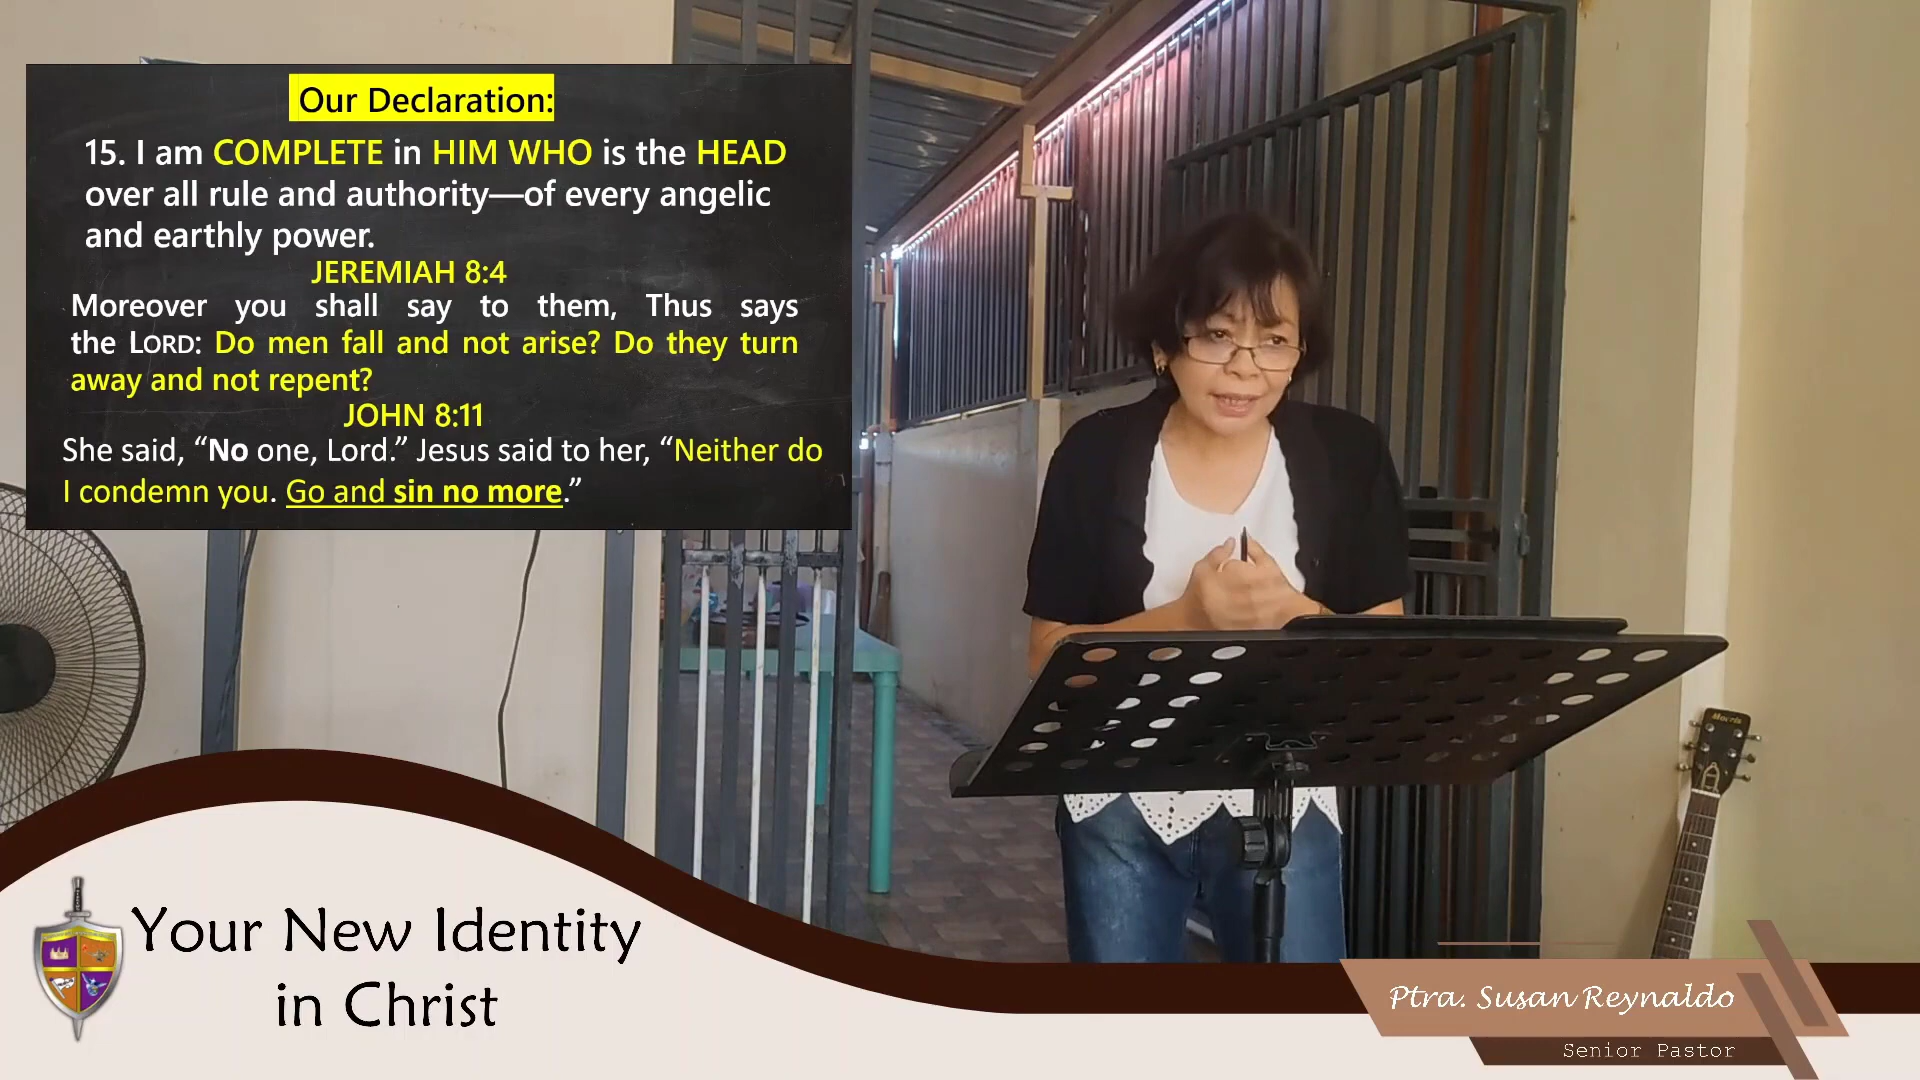 Our Declaration:
15. I am COMPLETE in HIM WHO is the HEAD
over all rule and authority—of every angelic
and earthly power.
JEREMIAH 8:4
Moreover you shall say to them, Thus says
the LORD: Do men fall and not arise? Do they turn
away and not repent?
JOHN 8:11
She said, “No one, Lord.” Jesus said to her, “Neither do
I condemn you. Go and sin no more.”
Morris
Your New Identity
in Christ
Ptra. Susan Reynaldo
Senior Pastor